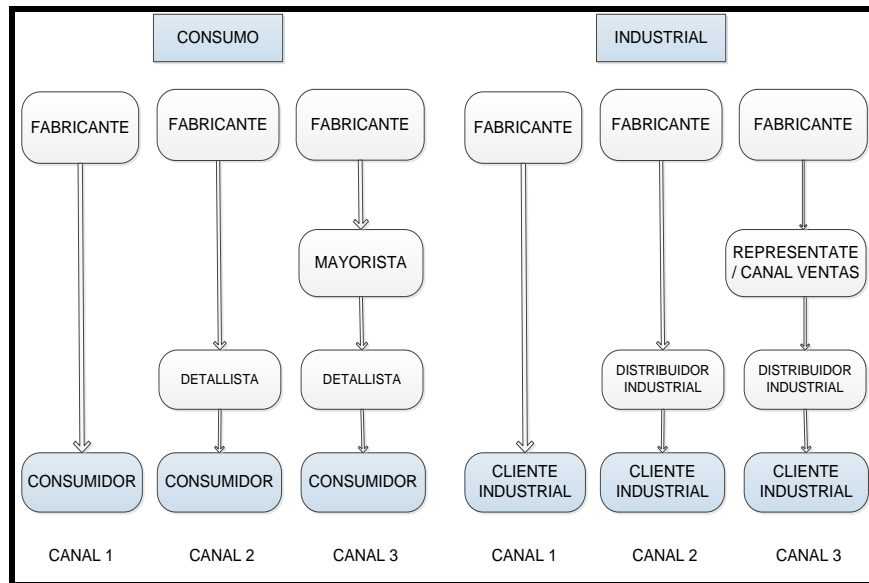 CONSUMO
INDUSTRIAL
FABRICANTE
FABRICANTE
FABRICANTE
FABRICANTE
FABRICANTE
FABRICANTE
MAYORISTA
REPRESENTATE
/ CANAL VENTAS
DETALLISTA
DETALLISTA
DISTRIBUIDOR
INDUSTRIAL
DISTRIBUIDOR
INDUSTRIAL
CONSUMIDOR
CONSUMIDOR
CONSUMIDOR
CLIENTE
INDUSTRIAL
CLIENTE
INDUSTRIAL
CLIENTE
INDUSTRIAL
CANAL 1
CANAL 2
CANAL 3
CANAL 1
CANAL 2
CANAL 3